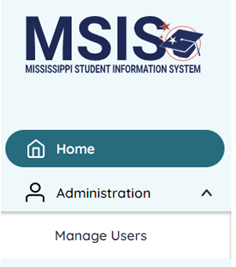 MSIS
MISSISSIPPI STUDENT INFORMATION SYSTEM
Home
Administration
Manage Users